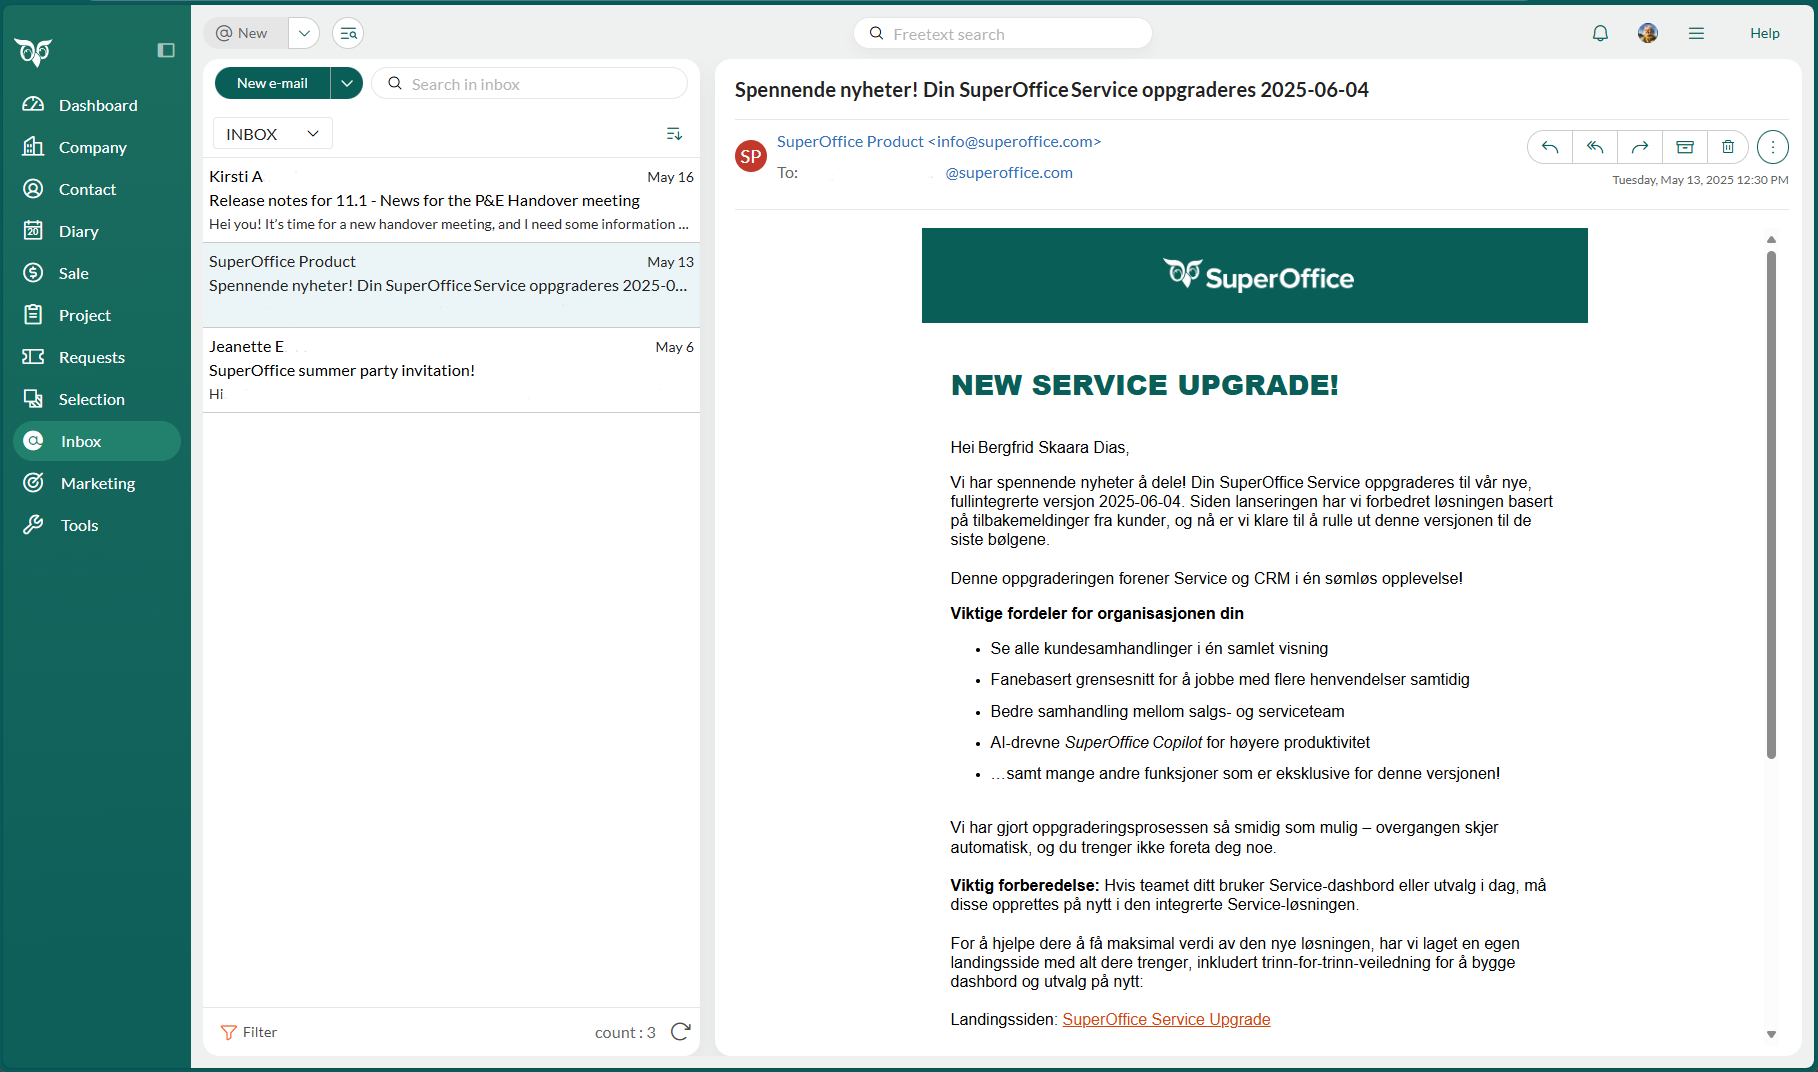 New
Freetext search
Help
Dashboard
Company
Contact
20
Diary
Sale
Project
Requests
Selection
Inbox
Marketing
Tools
New e-mail
Search in inbox
INBOX
Kirsti A
May 16
Release notes for 11.1 - News for the P&E Handover meeting
Hei you! It's time for a new handover meeting, and I need some information ...
SuperOffice Product
May 13
Spennende nyheter! Din SuperOffice Service oppgraderes 2025-0...
Jeanette E
May 6
SuperOffice summer party invitation!
Hi
Filter
count : 3
Spennende nyheter! Din SuperOffice Service oppgraderes 2025-06-04
SP
SuperOffice Product <info@superoffice.com>
To: @superoffice.com
Tuesday, May 13, 2025 12:30 PM
SuperOffice
NEW SERVICE UPGRADE!
Hei Bergfrid Skaara Dias,
Vi har spennende nyheter å dele! Din SuperOffice Service oppgraderes til vår nye,
fullintegrerte versjon 2025-06-04. Siden lanseringen har vi forbedret løsningen basert
på tilbakemeldinger fra kunder, og nå er vi klare til å rulle ut denne versjonen til de
siste bølgene.
Denne oppgraderingen forener Service og CRM i én sømløs opplevelse!
Viktige fordeler for organisasjonen din
• Se alle kundesamhandlinger i én samlet visning
• Fanebasert grensesnitt for å jobbe med flere henvendelser samtidig
• Bedre samhandling mellom salgs- og serviceteam
• AI-drevne SuperOffice Copilot for høyere produktivitet
• …samt mange andre funksjoner som er eksklusive for denne versjonen!
Vi har gjort oppgraderingsprosessen så smidig som mulig – overgangen skjer
automatisk, og du trenger ikke foreta deg noe.
Viktig forberedelse: Hvis teamet ditt bruker Service-dashbord eller utvalg i dag, må
disse opprettes på nytt i den integrerte Service-løsningen.
For å hjelpe dere å få maksimal verdi av den nye løsningen, har vi laget en egen
landingsside med alt dere trenger, inkludert trinn-for-trinn-veiledning for å bygge
dashbord og utvalg på nytt:
Landingssiden: SuperOffice Service Upgrade